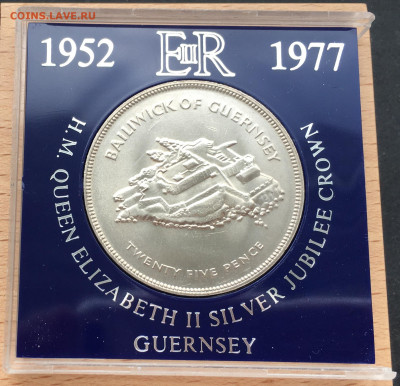 COINS.LAVE.RU
1952 EIIR 1977
BAILIWICK OF GUERNSEY
TWENTY FIVE PENCE
H.M. QUEEN ELIZABETH II SILVER JUBILEE CROWN
GUERNSEY